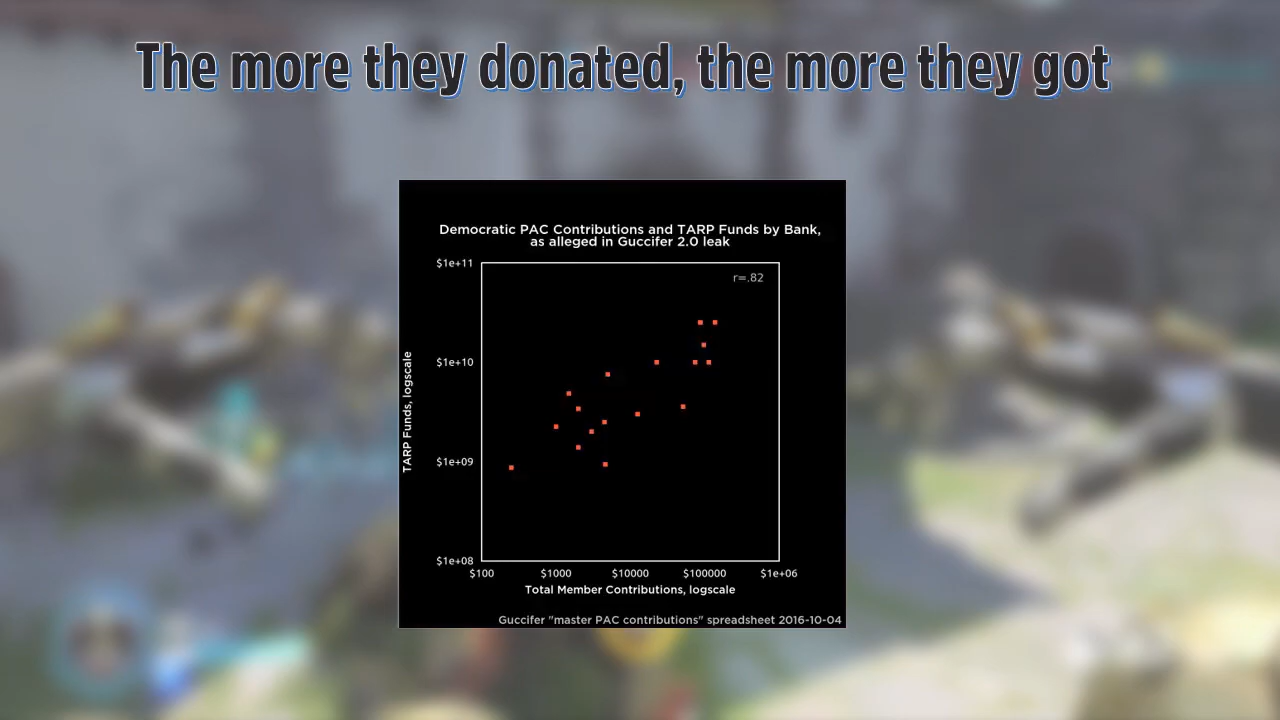 The more they donated, the more they got
Democratic PAC Contributions and TARP Funds by Bank,
as alleged in Guccifer 2.0 leak
$1e+11
r=.82
$1e+10
TARP Funds, logscale
$1e+09
$1e+08
$100 $1000 $10000 $100000 $1e+06
Total Member Contributions, logscale
Guccifer "master PAC contributions" spreadsheet 2016-10-04